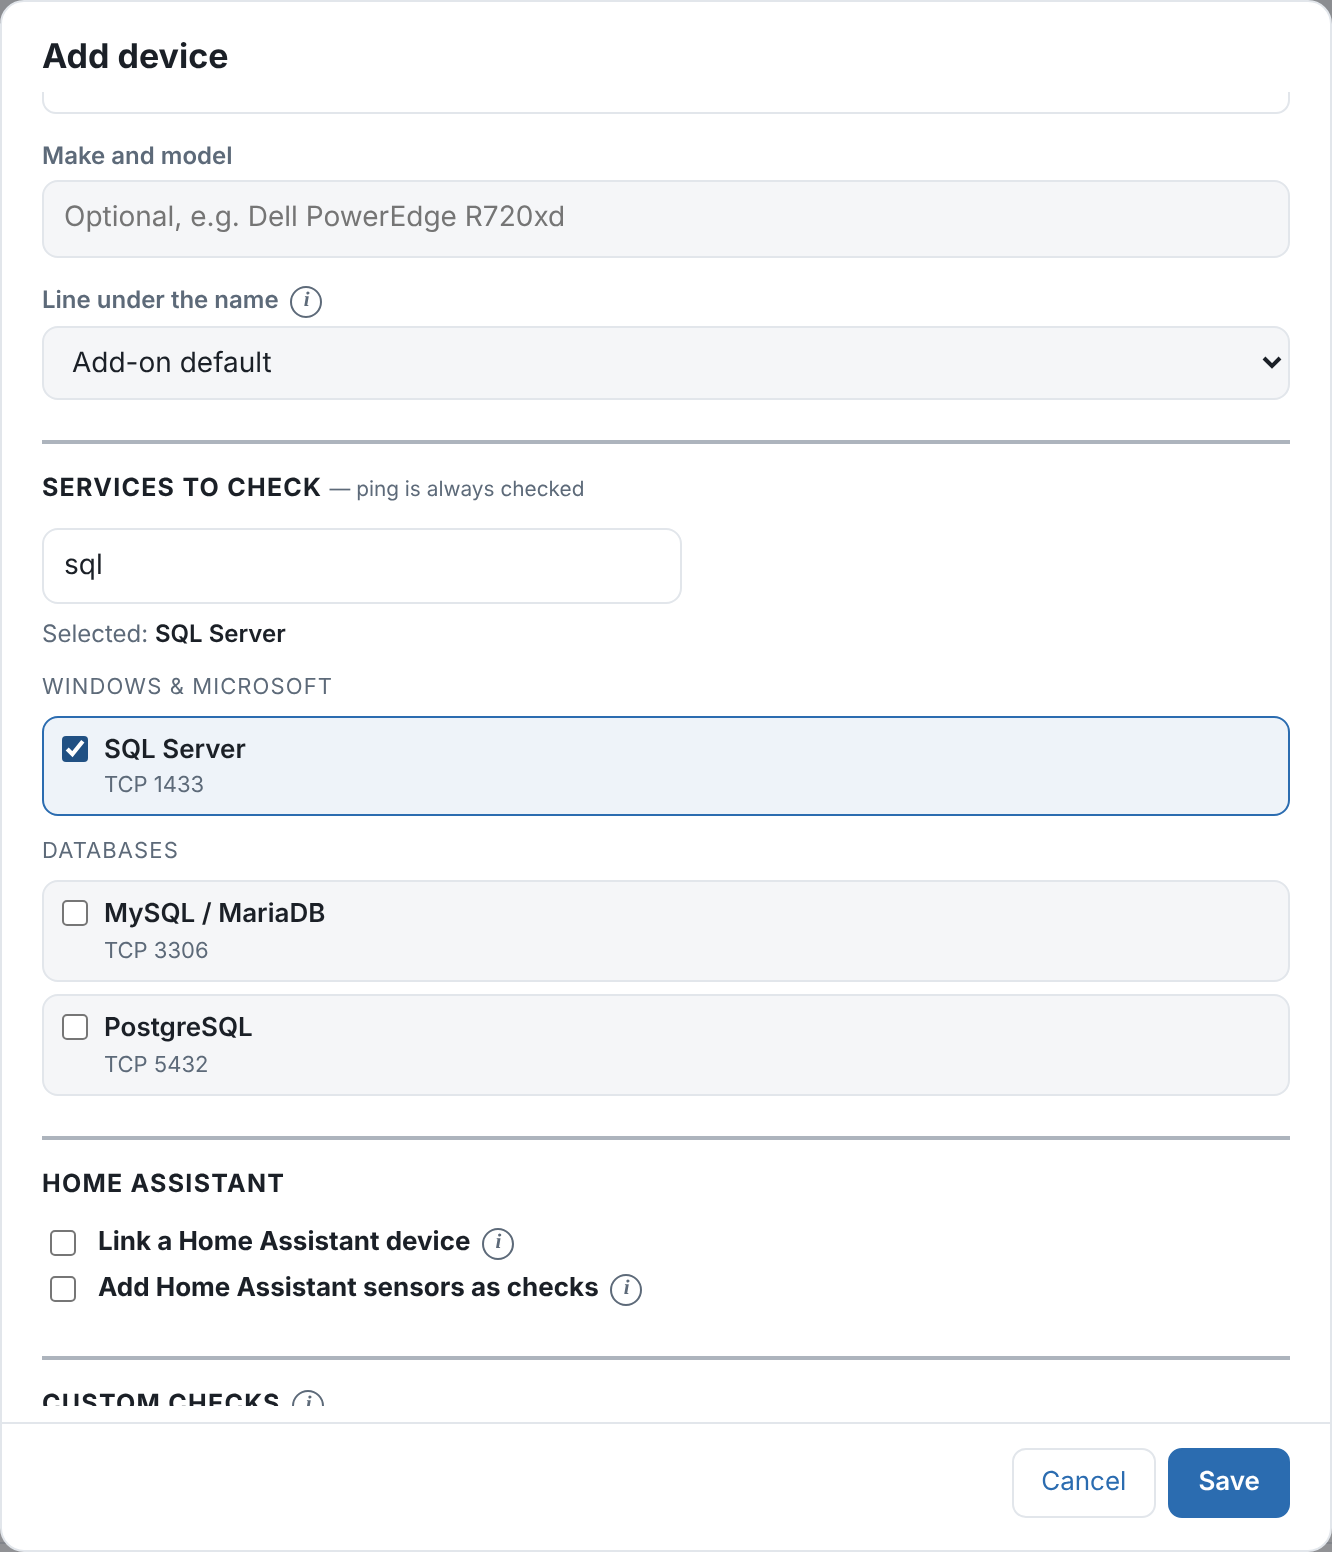 Add device
Make and model
Optional, e.g. Dell PowerEdge R720xd
Line under the name i
Add-on default
SERVICES TO CHECK — ping is always checked
sql
Selected: SQL Server
WINDOWS & MICROSOFT
SQL Server
TCP 1433
DATABASES
MySQL / MariaDB
TCP 3306
PostgreSQL
TCP 5432
HOME ASSISTANT
Link a Home Assistant device i
Add Home Assistant sensors as checks i
CUSTOM CHECKS i
Cancel Save